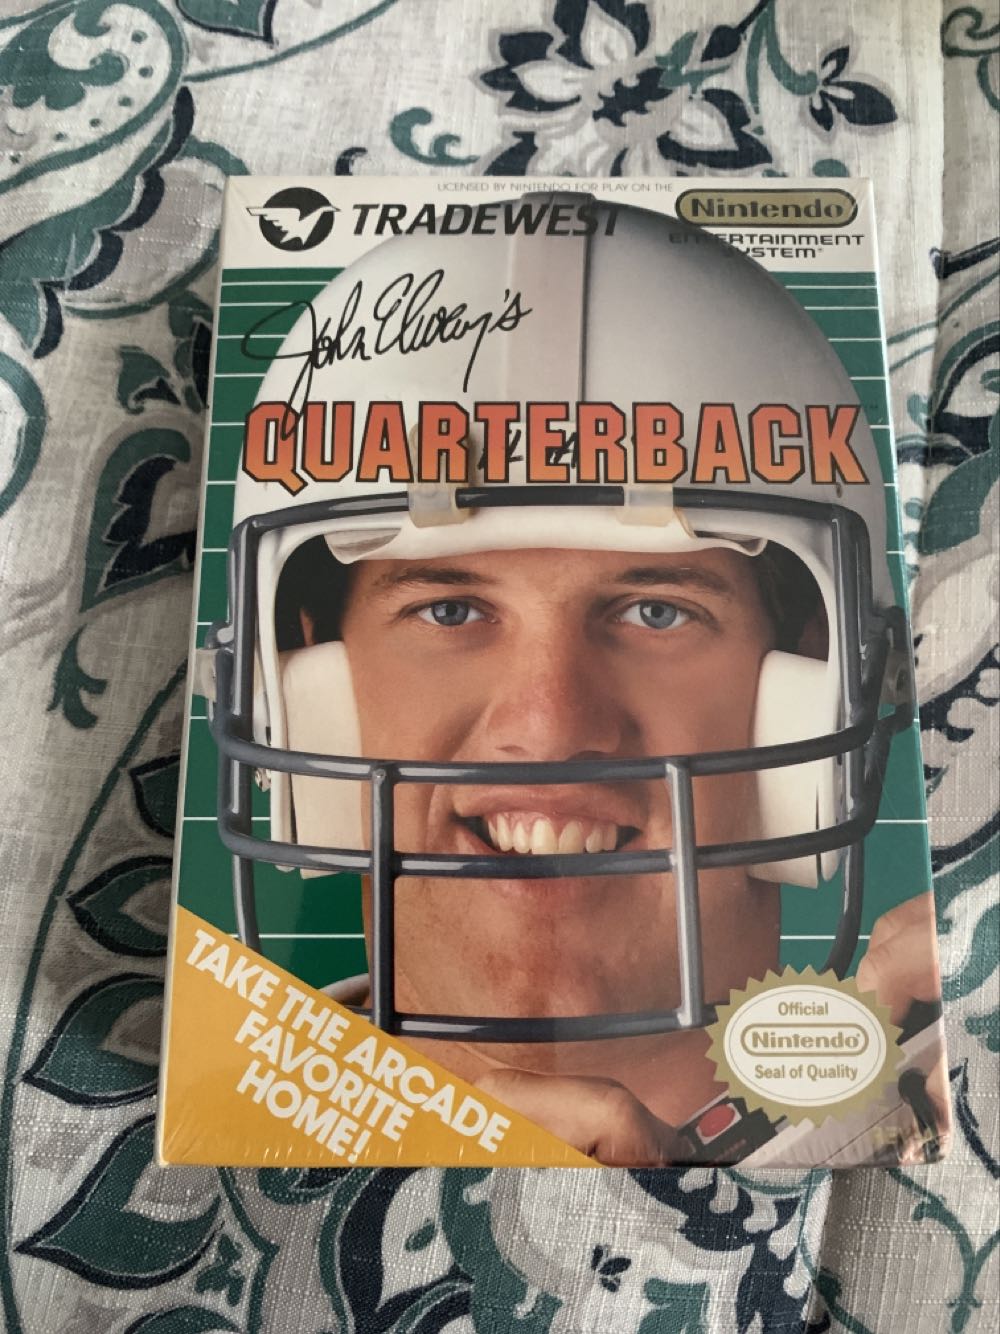 LICENSED BY NINTENDO FOR PLAY ON THE
TRADEWEST
Nintendo
ENTERTAINMENT
SYSTEM
John Elway's
QUARTERBACK
TAKE THE ARCADE
FAVORITE
HOME!
Official
Nintendo
Seal of Quality